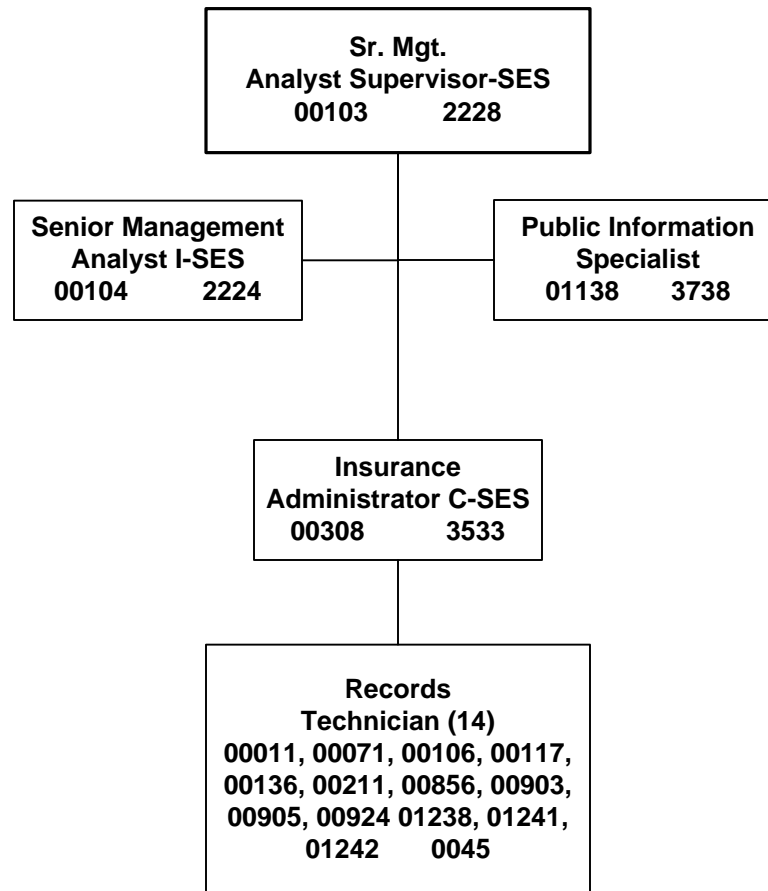 Sr. Mgt.
Analyst Supervisor-SES
00103 2228
Senior Management
Analyst I-SES
00104 2224
Public Information
Specialist
01138 3738
Insurance
Administrator C-SES
00308 3533
Records
Technician (14)
00011, 00071, 00106, 00117,
00136, 00211, 00856, 00903,
00905, 00924 01238, 01241,
01242 0045